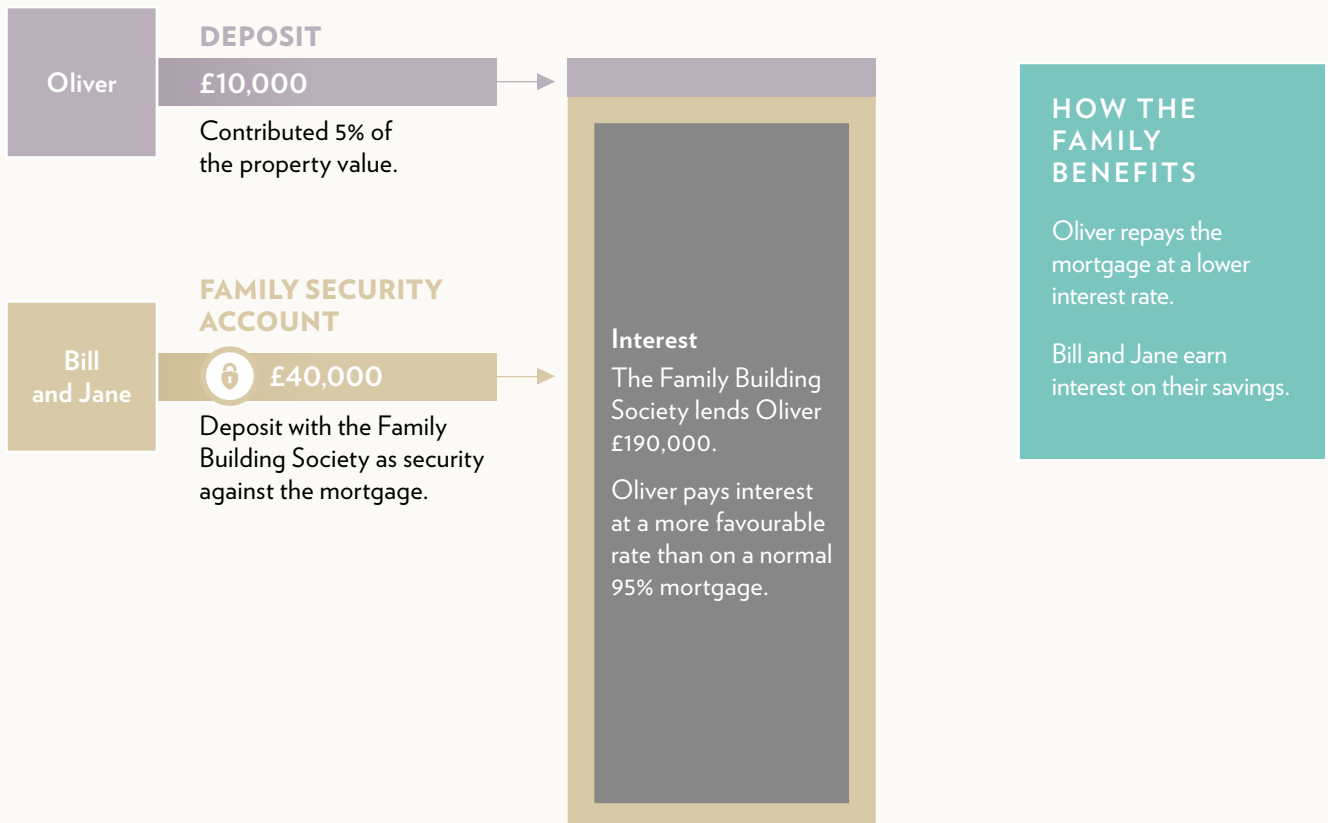 Oliver
DEPOSIT
£10,000
Contributed 5% of
the property value.
Bill
and Jane
FAMILY SECURITY
ACCOUNT
£40,000
Deposit with the Family
Building Society as security
against the mortgage.
Interest
The Family Building
Society lends Oliver
£190,000.
Oliver pays interest
at a more favourable
rate than on a normal
95% mortgage.
HOW THE
FAMILY
BENEFITS
Oliver repays the
mortgage at a lower
interest rate.
Bill and Jane earn
interest on their savings.